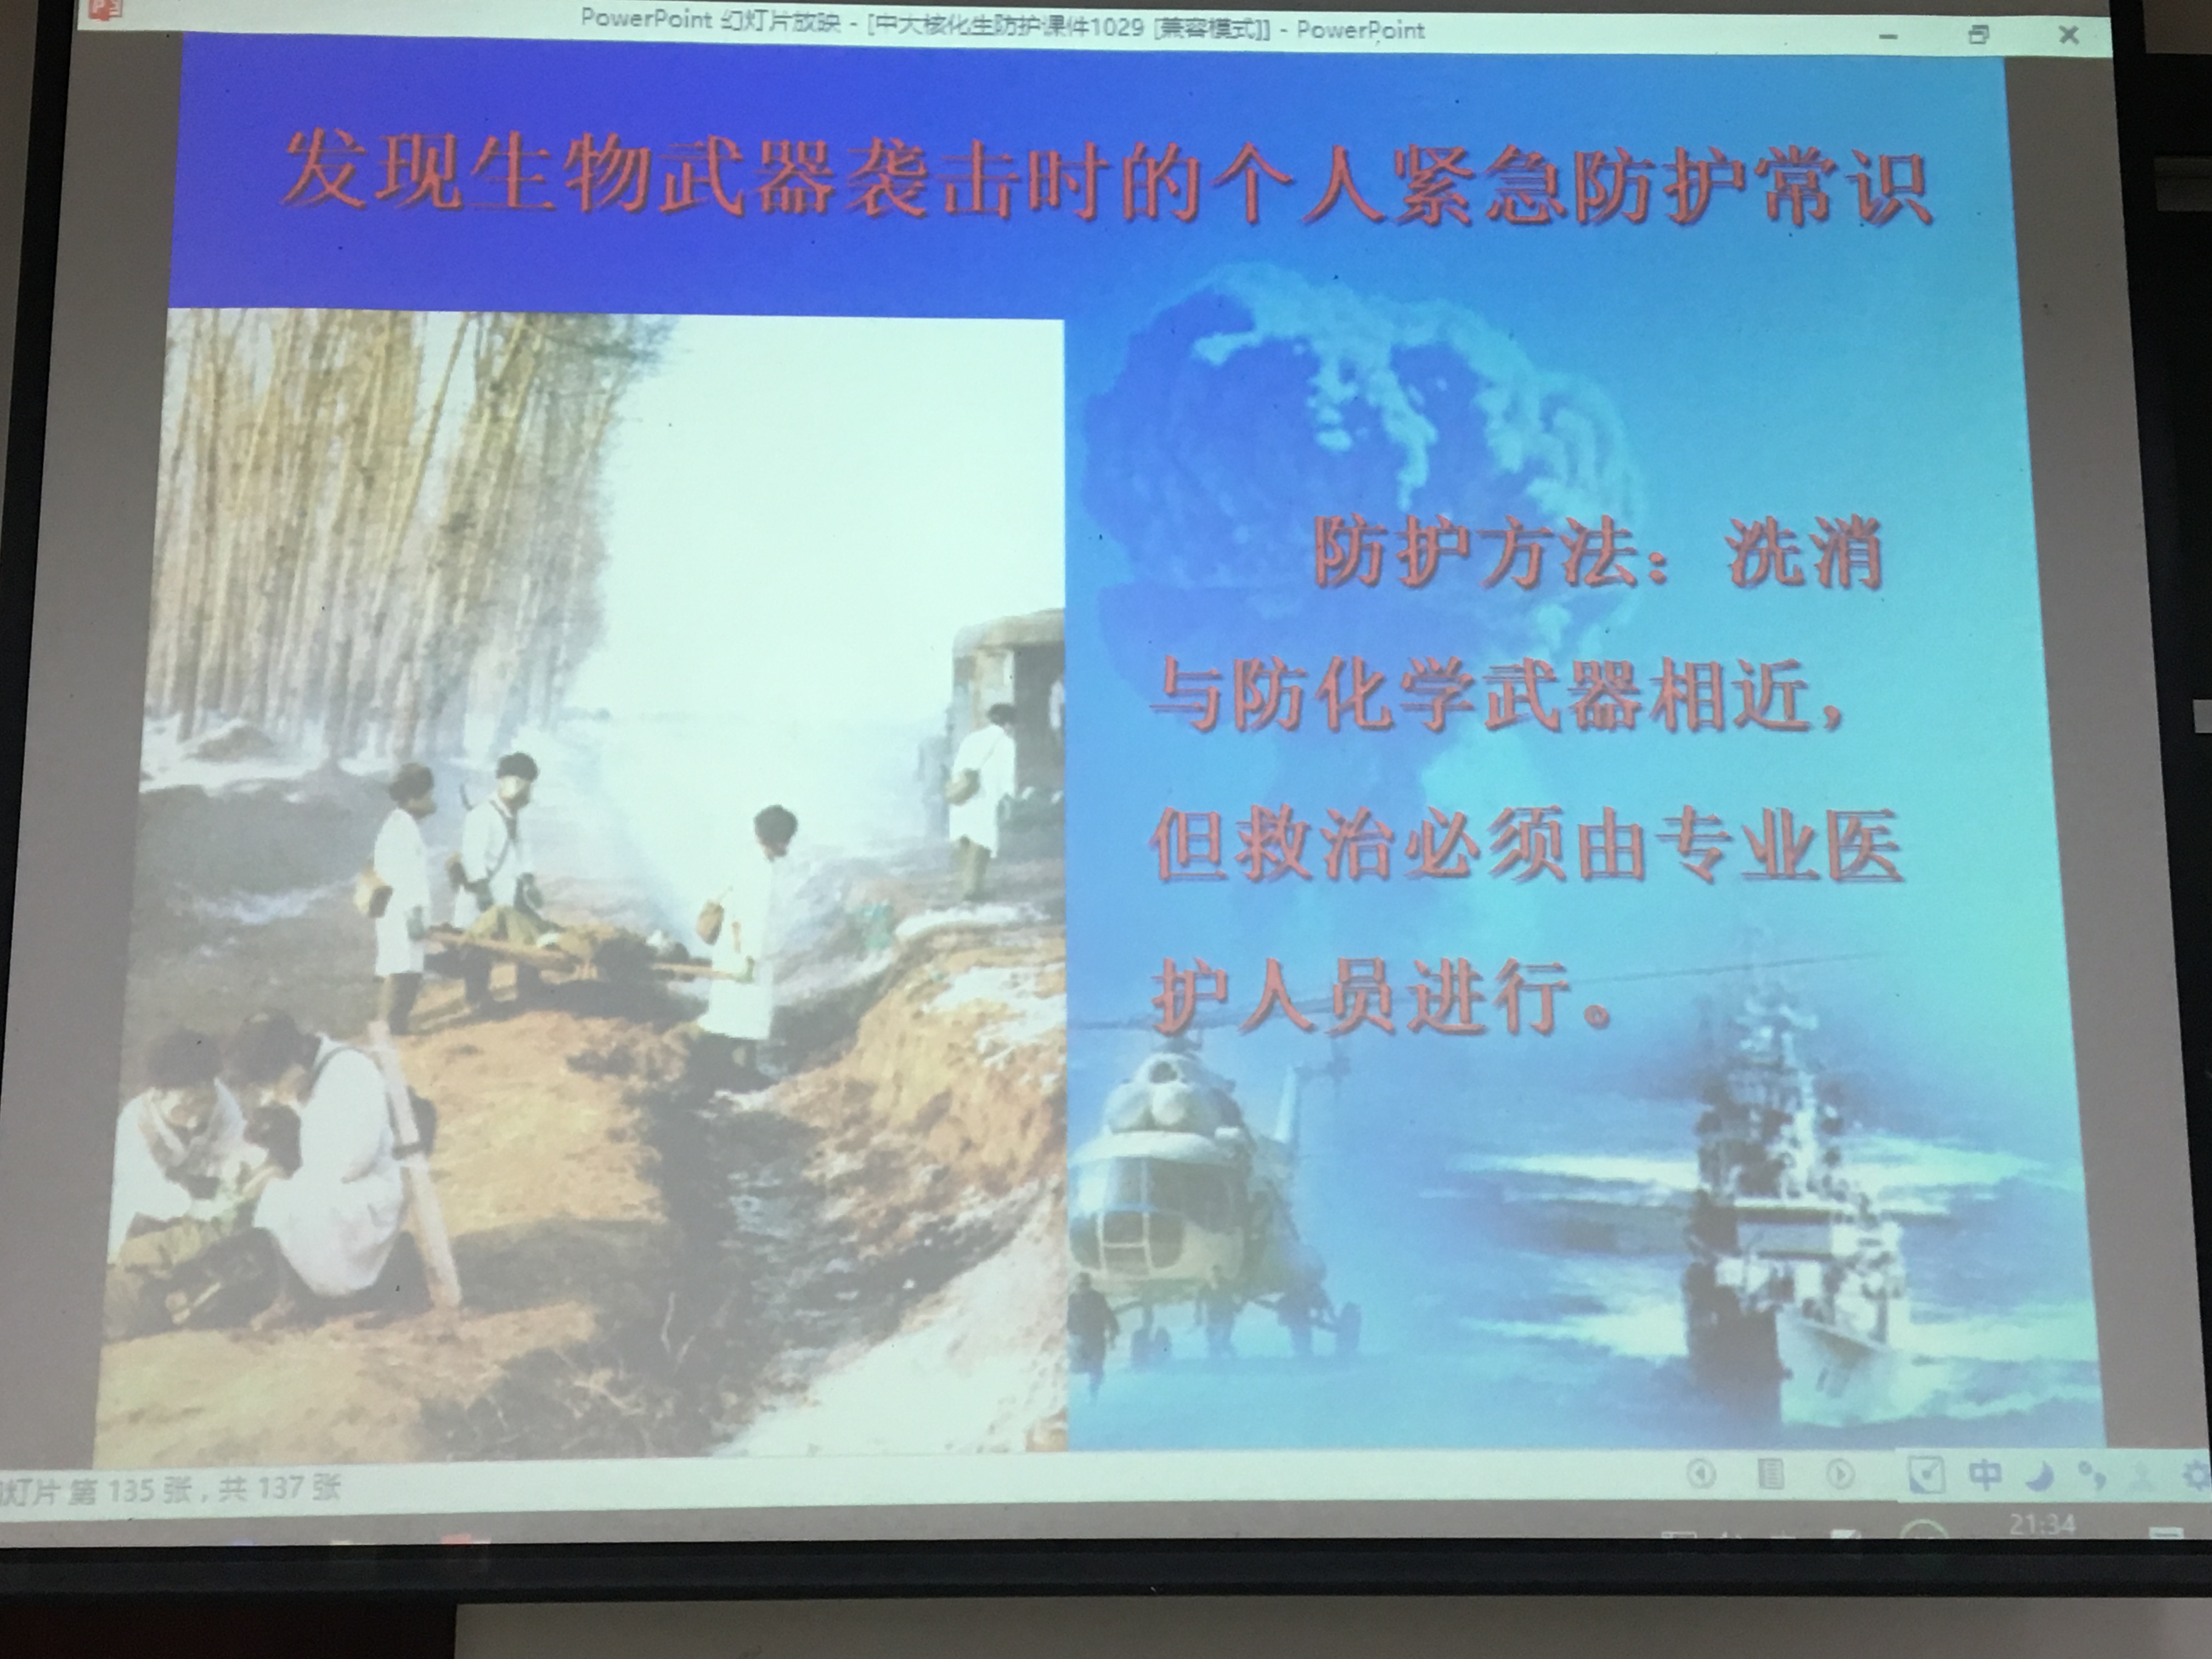 PowerPoint 幻灯片放映 - [中大核化生防护课件1029 [兼容模式]] - PowerPoint
发现生物武器袭击时的个人紧急防护常识
防护方法：洗消
与防化学武器相近，
但救治必须由专业医
护人员进行。
灯片 第 135 张，共 137 张
中
21:34